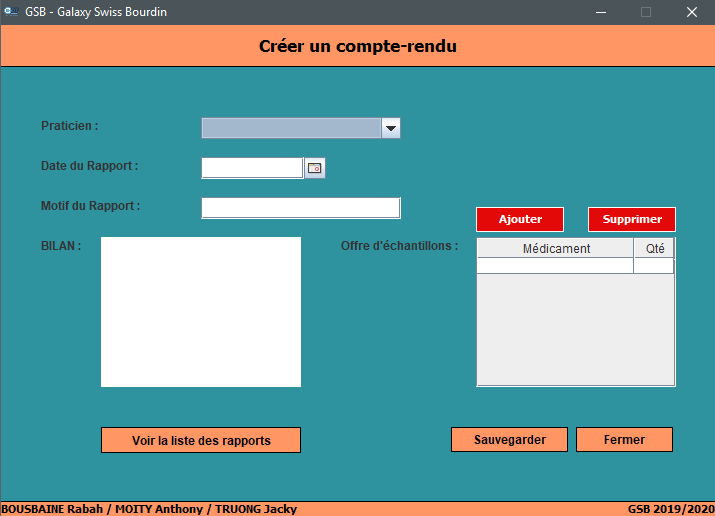 GSB - Galaxy Swiss Bourdin
Créer un compte-rendu
Praticien :
Date du Rapport :
Motif du Rapport :
Ajouter
Supprimer
BILAN :
Offre d'échantillons :
Médicament
Qté
Voir la liste des rapports
Sauvegarder
Fermer
BOUSBAINE Rabah / MOITY Anthony / TRUONG Jacky
GSB 2019/2020